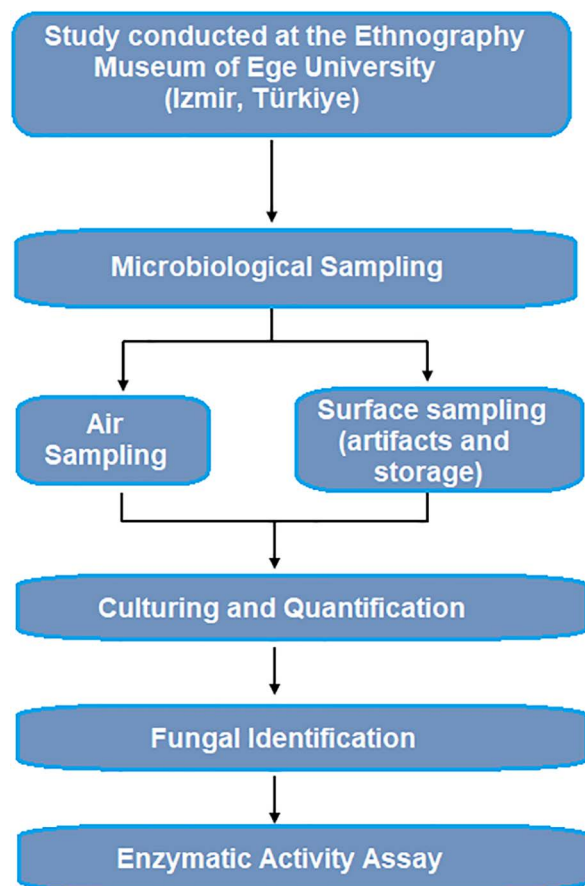 Study conducted at the Ethnography
Museum of Ege University
(Izmir, Türkiye)
Microbiological Sampling
Air
Sampling
Surface sampling
(artifacts and
storage)
Culturing and Quantification
Fungal Identification
Enzymatic Activity Assay